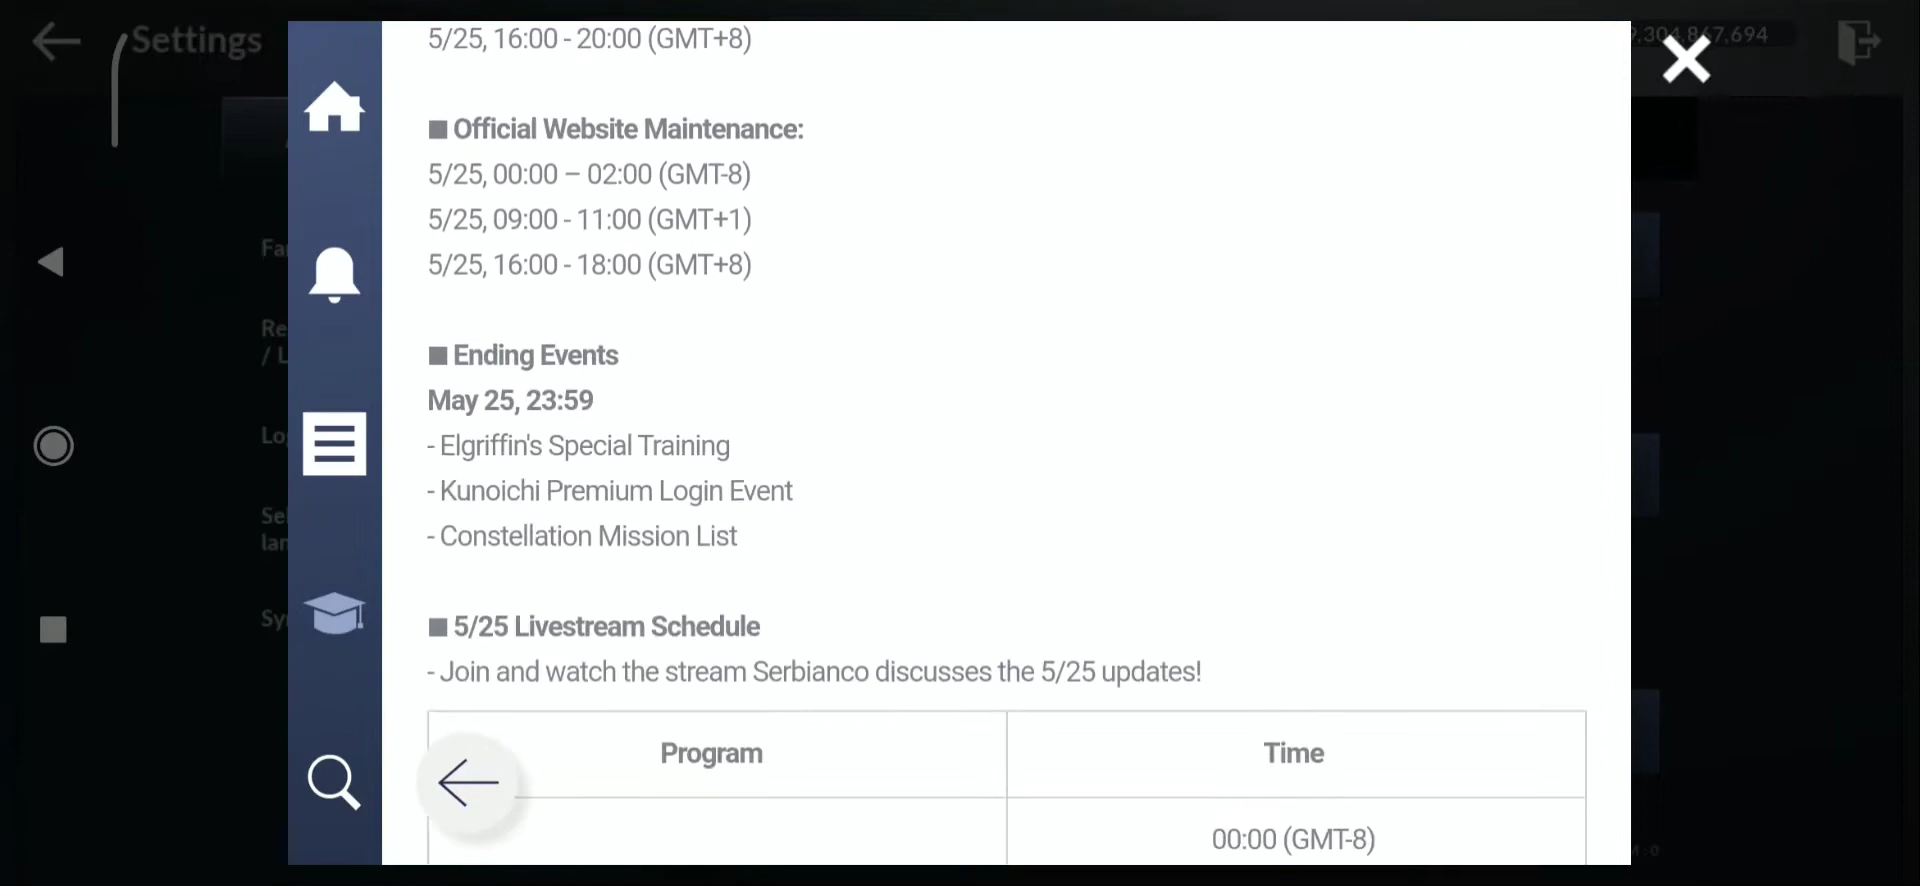 Settings
5/25, 16:00 - 20:00 (GMT+8)
■ Official Website Maintenance:
5/25, 00:00 – 02:00 (GMT-8)
5/25, 09:00 - 11:00 (GMT+1)
5/25, 16:00 - 18:00 (GMT+8)
■ Ending Events
May 25, 23:59
- Elgriffin's Special Training
- Kunoichi Premium Login Event
- Constellation Mission List
■ 5/25 Livestream Schedule
- Join and watch the stream Serbianco discusses the 5/25 updates!
Program
Time
00:00 (GMT-8)